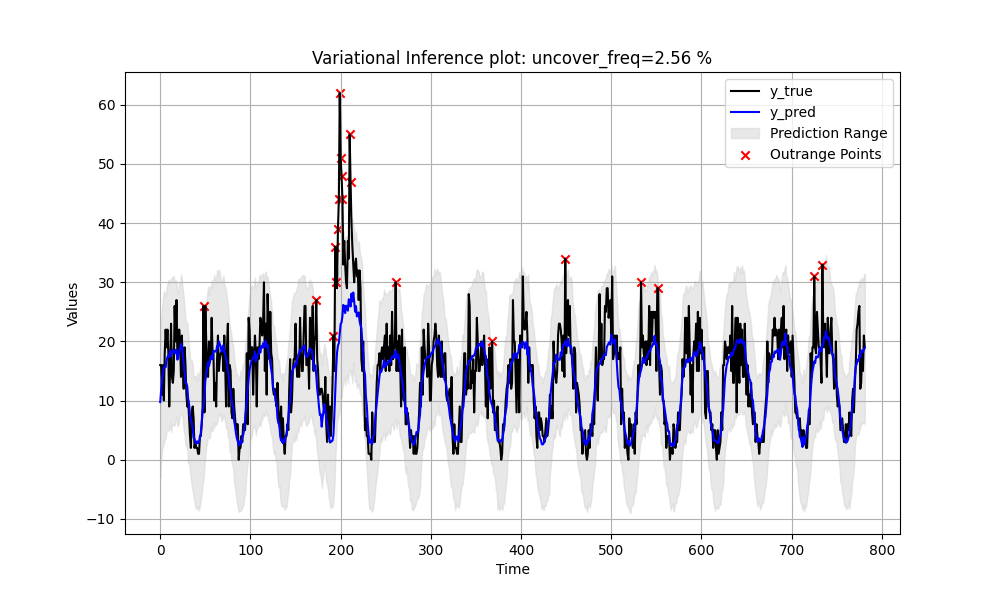 Variational Inference plot: uncover_freq=2.56 %
y_true
y_pred
Prediction Range
Outrange Points
60
50
40
30
20
10
0
−10
Values
0 100 200 300 400 500 600 700 800
Time